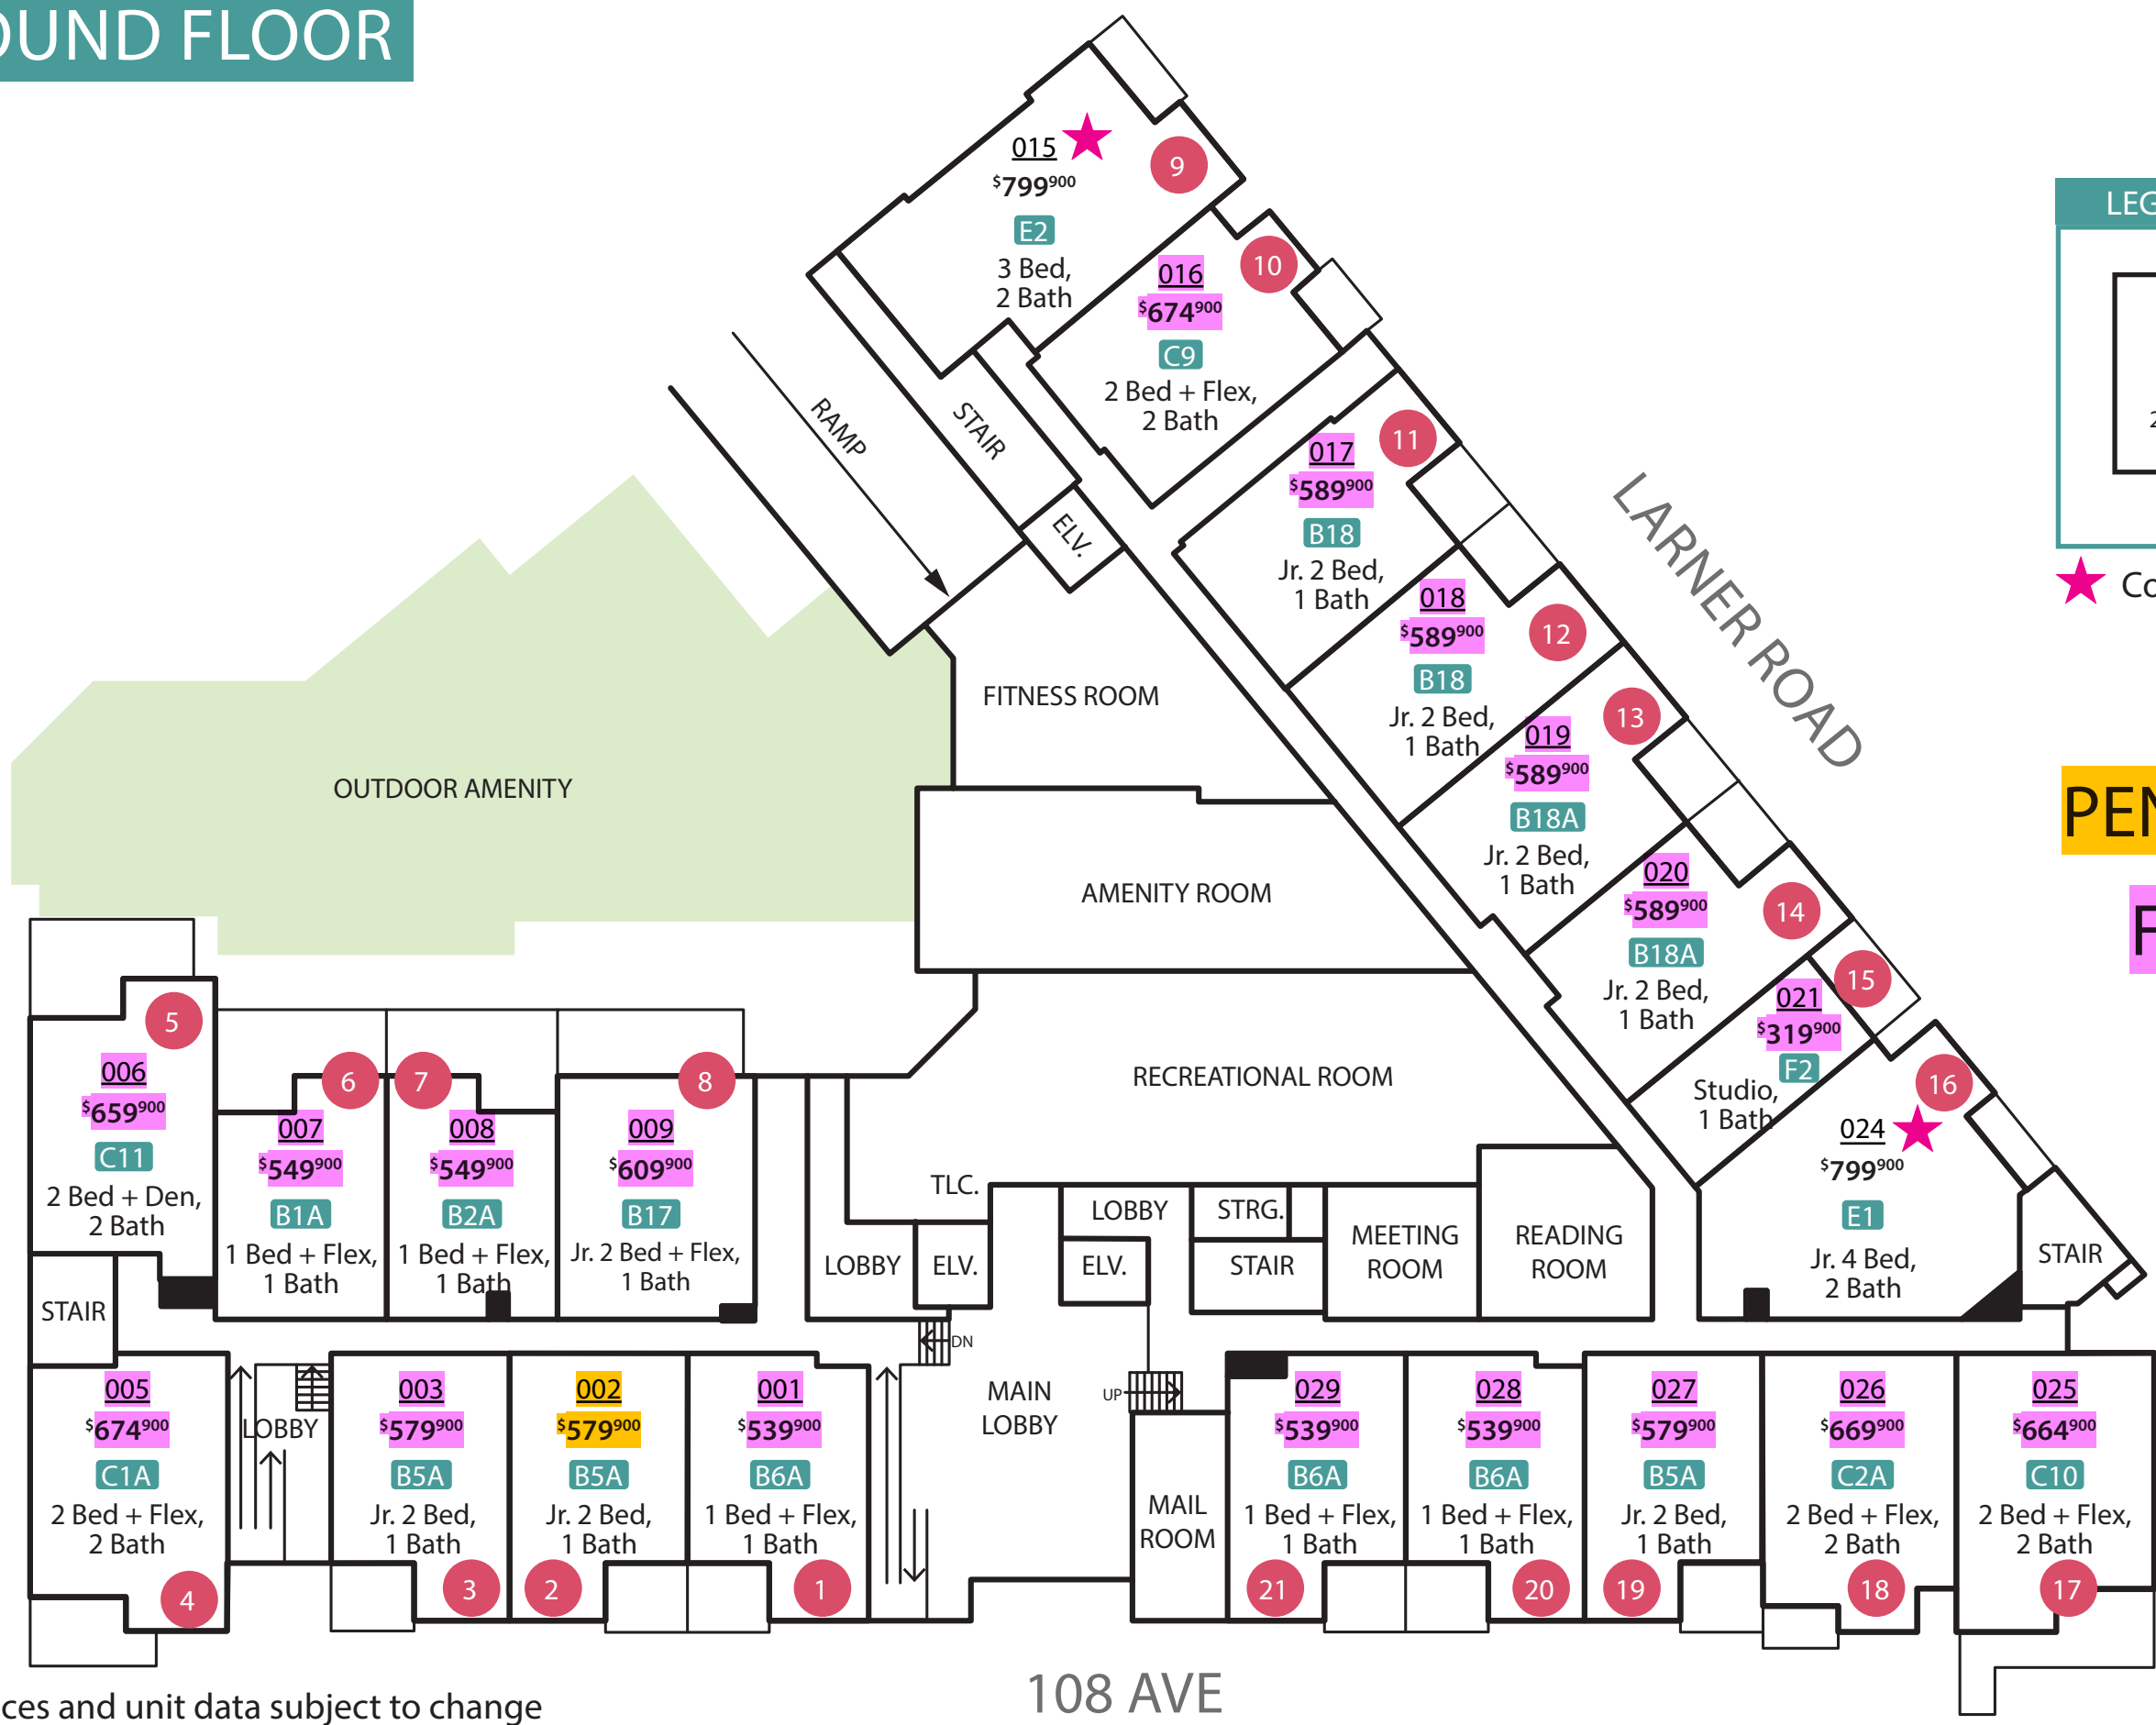 OUND FLOOR
015
$799900
E2
3 Bed,
2 Bath
9
016
$674900
C9
2 Bed + Flex,
2 Bath
10
017
$589900
B18
Jr. 2 Bed,
1 Bath
11
018
$589900
B18
Jr. 2 Bed,
1 Bath
12
019
$589900
B18A
Jr. 2 Bed,
1 Bath
13
020
$589900
B18A
Jr. 2 Bed,
1 Bath
14
021
$319900
F2
Studio,
1 Bath
15
024
$799900
E1
Jr. 4 Bed,
2 Bath
16
LEG
2
Co
PEN
F
LARNER ROAD
RAMP
STAIR
ELV.
FITNESS ROOM
OUTDOOR AMENITY
AMENITY ROOM
RECREATIONAL ROOM
5
006
$659900
C11
2 Bed + Den,
2 Bath
6
007
$549900
B1A
1 Bed + Flex,
1 Bath
7
008
$549900
B2A
1 Bed + Flex,
1 Bath
8
009
$609900
B17
Jr. 2 Bed + Flex,
1 Bath
TLC.
LOBBY
ELV.
LOBBY
ELV.
STRG.
STAIR
MEETING
ROOM
READING
ROOM
STAIR
STAIR
DN
UP
MAIN
LOBBY
MAIL
ROOM
LOBBY
005
$674900
C1A
2 Bed + Flex,
2 Bath
4
003
$579900
B5A
Jr. 2 Bed,
1 Bath
3
002
$579900
B5A
Jr. 2 Bed,
1 Bath
2
001
$539900
B6A
1 Bed + Flex,
1 Bath
1
029
$539900
B6A
1 Bed + Flex,
1 Bath
21
028
$539900
B6A
1 Bed + Flex,
1 Bath
20
027
$579900
B5A
Jr. 2 Bed,
1 Bath
19
026
$669900
C2A
2 Bed + Flex,
2 Bath
18
025
$664900
C10
2 Bed + Flex,
2 Bath
17
108 AVE
ces and unit data subject to change